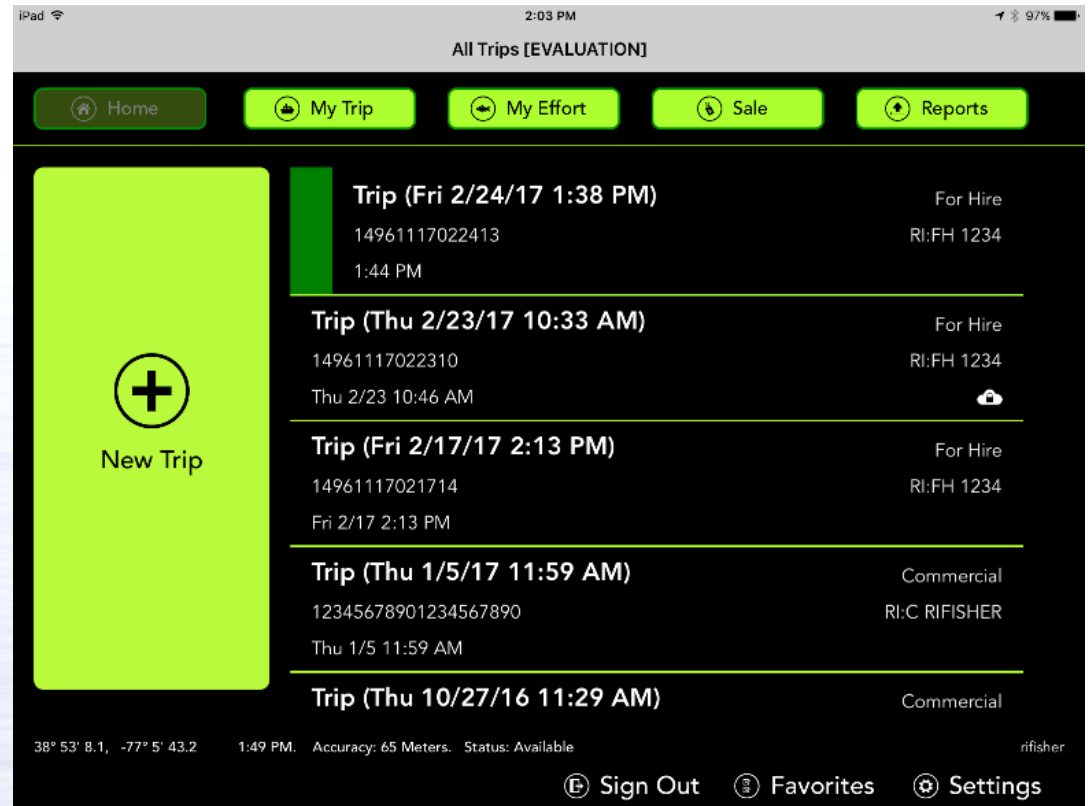 iPad 2:03 PM 97%
All Trips [EVALUATION]
Home My Trip My Effort Sale Reports
New Trip
Trip (Fri 2/24/17 1:38 PM) For Hire
14961117022413 RI:FH 1234
1:44 PM
Trip (Thu 2/23/17 10:33 AM) For Hire
14961117022310 RI:FH 1234
Thu 2/23 10:46 AM
Trip (Fri 2/17/17 2:13 PM) For Hire
14961117021714 RI:FH 1234
Fri 2/17 2:13 PM
Trip (Thu 1/5/17 11:59 AM) Commercial
12345678901234567890 RI:C RIFISHER
Thu 1/5 11:59 AM
Trip (Thu 10/27/16 11:29 AM) Commercial
38° 53' 8.1, -77° 5' 43.2 1:49 PM. Accuracy: 65 Meters. Status: Available rifisher
Sign Out Favorites Settings